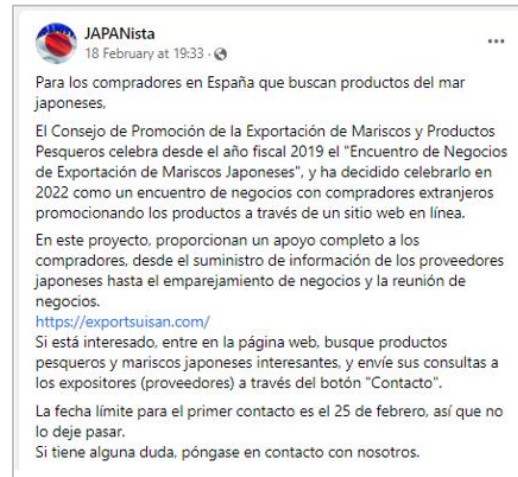 JAPANista
18 February at 19:33 ·
Para los compradores en España que buscan productos del mar
japoneses,
El Consejo de Promoción de la Exportación de Mariscos y Productos
Pesqueros celebra desde el año fiscal 2019 el "Encuentro de Negocios
de Exportación de Mariscos Japoneses", y ha decidido celebrarlo en
2022 como un encuentro de negocios con compradores extranjeros
promocionando los productos a través de un sitio web en línea.
En este proyecto, proporcionan un apoyo completo a los
compradores, desde el suministro de información de los proveedores
japoneses hasta el emparejamiento de negocios y la reunión de
negocios.
https://exportsuisan.com/
Si está interesado, entre en la página web, busque productos
pesqueros y mariscos japoneses interesantes, y envíe sus consultas a
los expositores (proveedores) a través del botón "Contacto".
La fecha límite para el primer contacto es el 25 de febrero, así que no
lo deje pasar.
Si tiene alguna duda, póngase en contacto con nosotros.